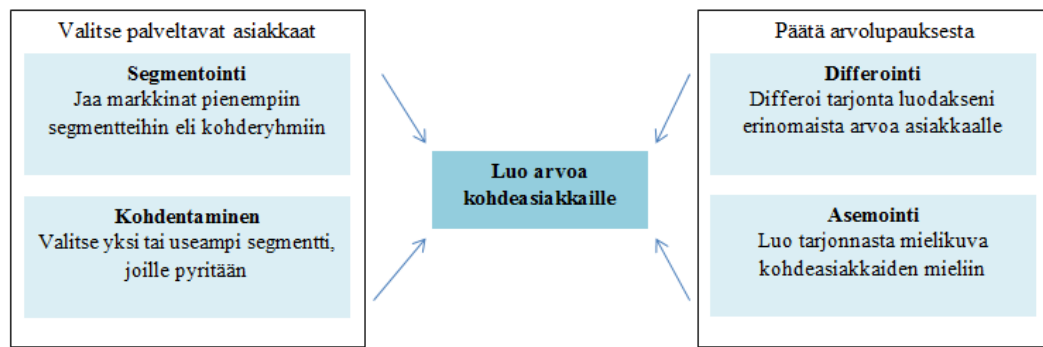 Valitse palveltavat asiakkaat
Segmentointi
Jaa markkinat pienempiin
segmentteihin eli kohderyhmiin
Kohdentaminen
Valitse yksi tai useampi segmentti,
joille pyritään
Luo arvoa
kohdeasiakkaille
Päätä arvolupauksesta
Differointi
Differoi tarjonta luodakseni
erinomaista arvoa asiakkaalle
Asemointi
Luo tarjonnasta mielikuva
kohdeasiakkaiden mieliin